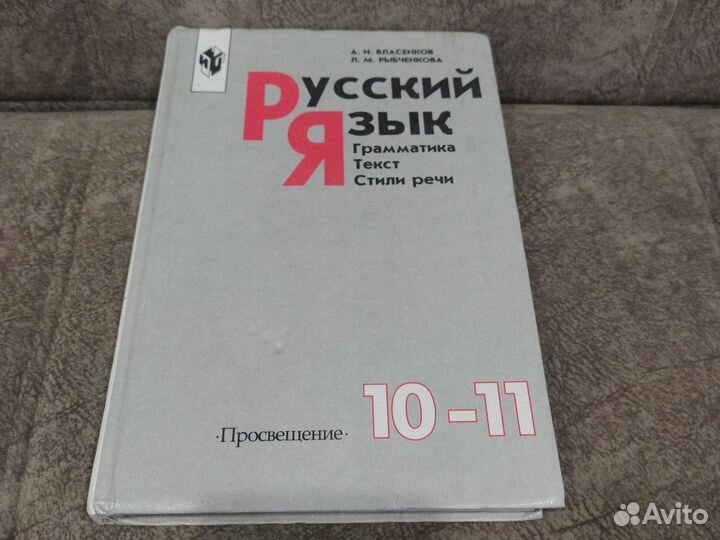 А. И. ВЛАСЕНКОВ
Л. М. РЫБЧЕНКОВА
РУССКИЙ
ЯЗЫК
Грамматика
Текст
Стили речи
10-11
·Просвещение·
Avito